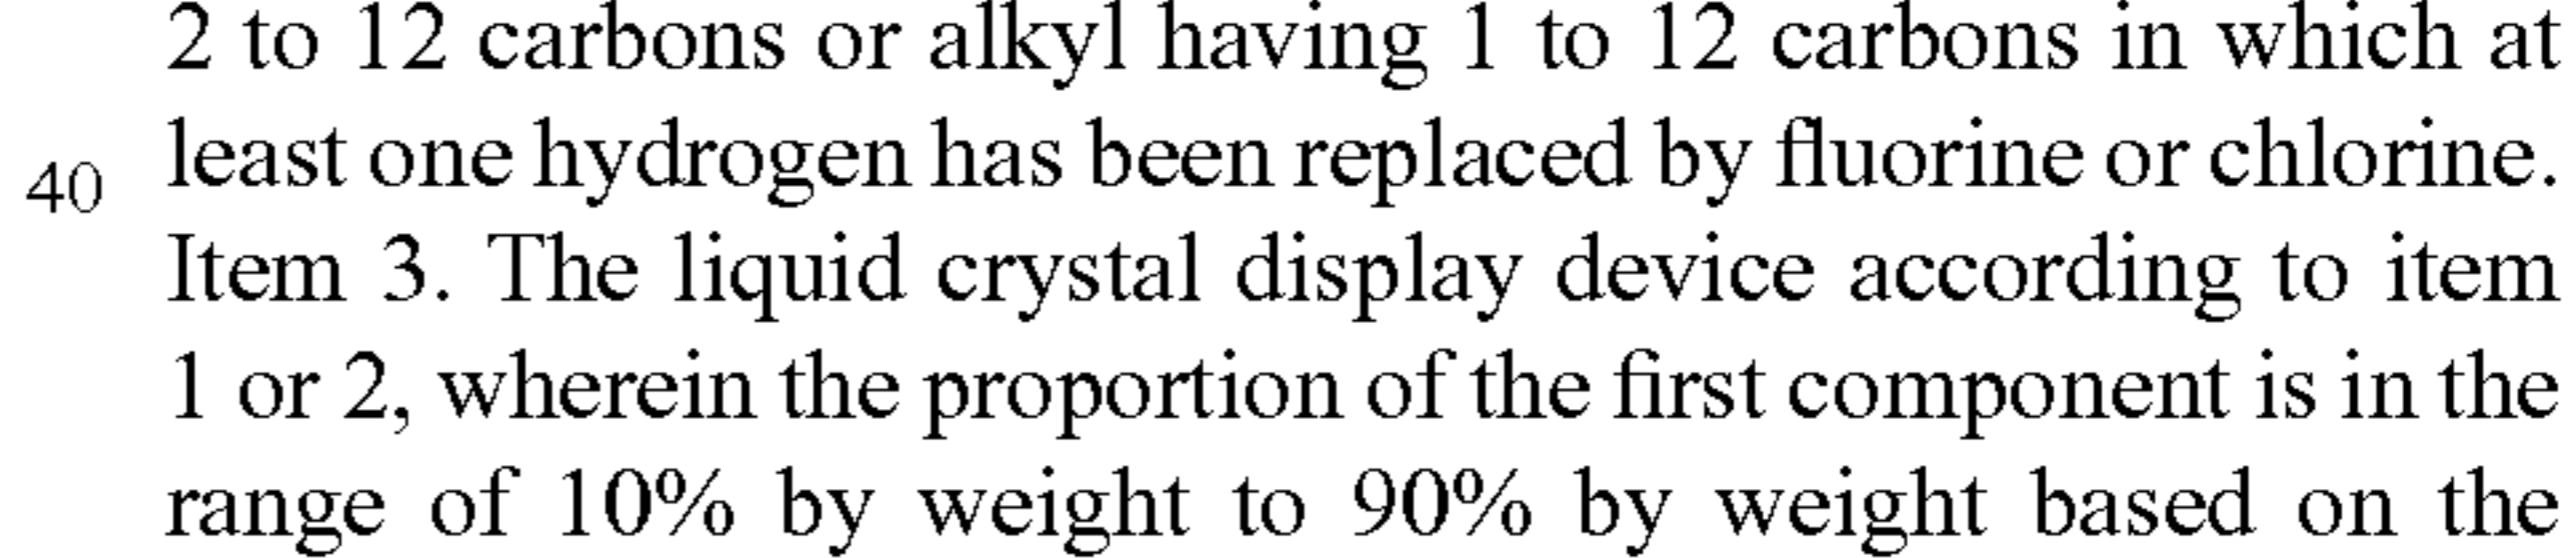 2 to 12 carbons or alkyl having 1 to 12 carbons in which at
40 least one hydrogen has been replaced by fluorine or chlorine.
Item 3. The liquid crystal display device according to item
1 or 2, wherein the proportion of the first component is in the
range of 10% by weight to 90% by weight based on the